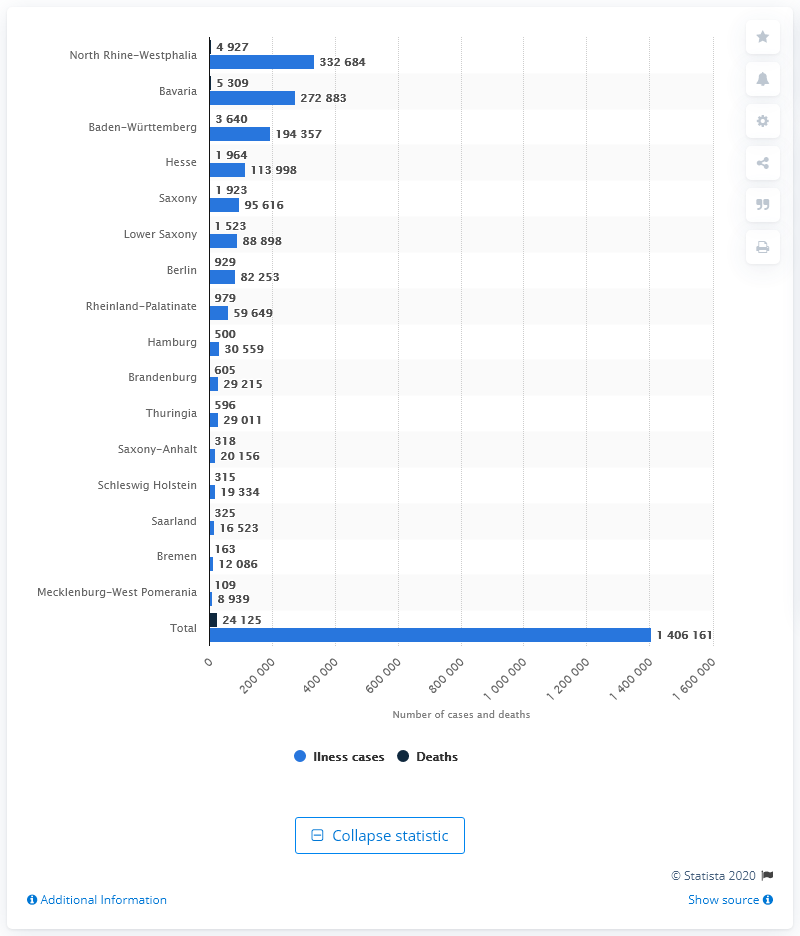 4 927
North Rhine-Westphalia
332 684
5 309
Bavaria
272 883
3 640
Baden-Württemberg
194 357
1 964
Hesse
113 998
1 923
Saxony
95 616
1 523
Lower Saxony
88 898
929
Berlin
82 253
979
Rheinland-Palatinate
59 649
500
Hamburg
30 559
605
Brandenburg
29 215
596
Thuringia
29 011
318
Saxony-Anhalt
20 156
315
Schleswig Holstein
19 334
325
Saarland
16 523
163
Bremen
12 086
109
Mecklenburg-West Pomerania
8 939
24 125
Total
1 406 161
0 200 000 400 000 600 000 800 000 1 000 000 1 200 000 1 400 000 1 600 000
Number of cases and deaths
Ilness cases Deaths
Collapse statistic
© Statista 2020
Additional Information Show source